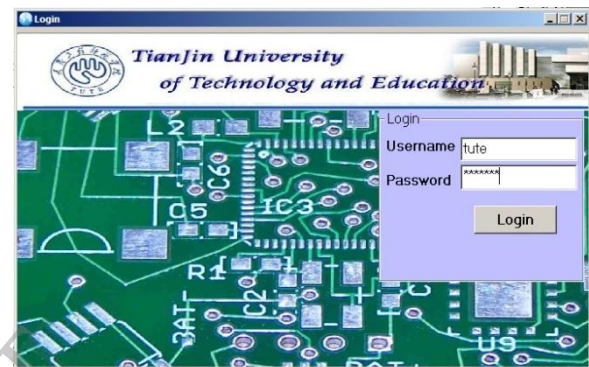 Login
TianJin University
of Technology and Education
TUTE
Login
Username tute
Password *******
Login
L2
C6
C5
IC3
R1
C2
U9